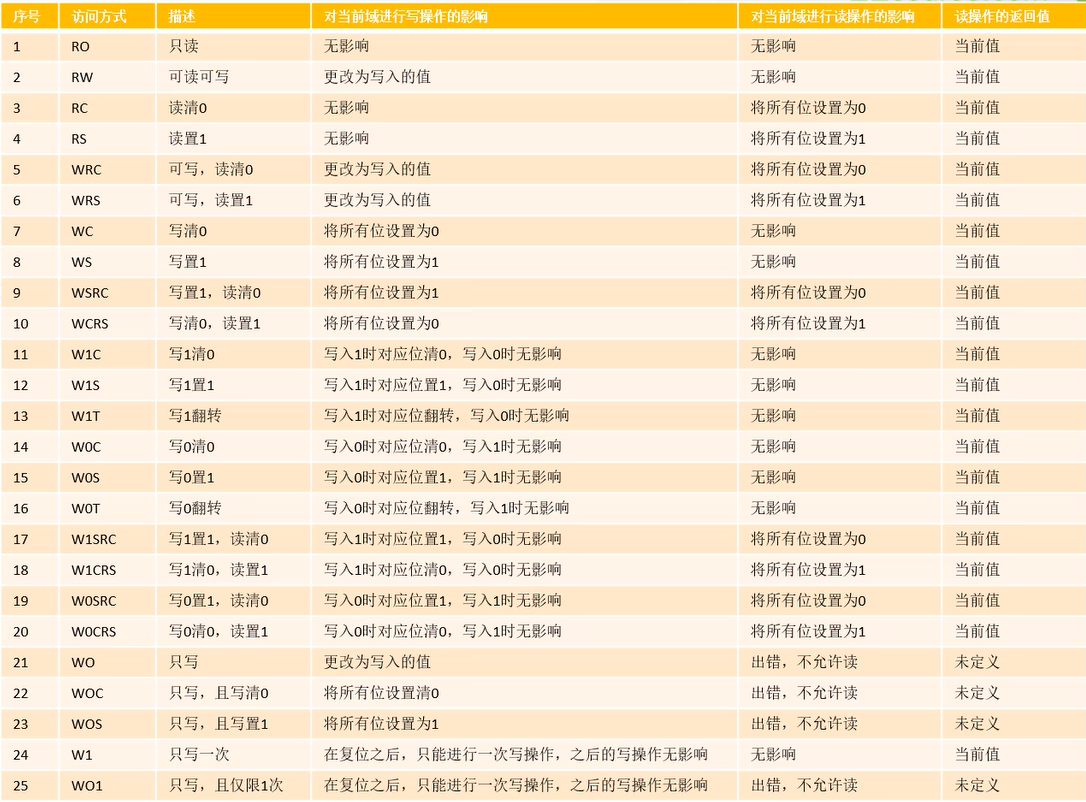 序号 访问方式 描述 对当前域进行写操作的影响 对当前域进行读操作的影响 读操作的返回值
1 RO 只读 无影响 无影响 当前值
2 RW 可读可写 更改为写入的值 无影响 当前值
3 RC 读清0 无影响 将所有位设置为0 当前值
4 RS 读置1 无影响 将所有位设置为1 当前值
5 WRC 可写，读清0 更改为写入的值 将所有位设置为0 当前值
6 WRS 可写，读置1 更改为写入的值 将所有位设置为1 当前值
7 WC 写清0 将所有位设置为0 无影响 当前值
8 WS 写置1 将所有位设置为1 无影响 当前值
9 WSRC 写置1，读清0 将所有位设置为1 将所有位设置为0 当前值
10 WCRS 写清0，读置1 将所有位设置为0 将所有位设置为1 当前值
11 W1C 写1清0 写入1时对应位清0，写入0时无影响 无影响 当前值
12 W1S 写1置1 写入1时对应位置1，写入0时无影响 无影响 当前值
13 W1T 写1翻转 写入1时对应位翻转，写入0时无影响 无影响 当前值
14 W0C 写0清0 写入0时对应位清0，写入1时无影响 无影响 当前值
15 W0S 写0置1 写入0时对应位置1，写入1时无影响 无影响 当前值
16 W0T 写0翻转 写入0时对应位翻转，写入1时无影响 无影响 当前值
17 W1SRC 写1置1，读清0 写入1时对应位置1，写入0时无影响 将所有位设置为0 当前值
18 W1CRS 写1清0，读置1 写入1时对应位清0，写入0时无影响 将所有位设置为1 当前值
19 W0SRC 写0置1，读清0 写入0时对应位置1，写入1时无影响 将所有位设置为0 当前值
20 W0CRS 写0清0，读置1 写入0时对应位清0，写入1时无影响 将所有位设置为1 当前值
21 WO 只写 更改为写入的值 出错，不允许读 未定义
22 WOC 只写，且写清0 将所有位设置清0 出错，不允许读 未定义
23 WOS 只写，且写置1 将所有位设置为1 出错，不允许读 未定义
24 W1 只写一次 在复位之后，只能进行一次写操作，之后的写操作无影响 无影响 当前值
25 WO1 只写，且仅限1次 在复位之后，只能进行一次写操作，之后的写操作无影响 出错，不允许读 未定义